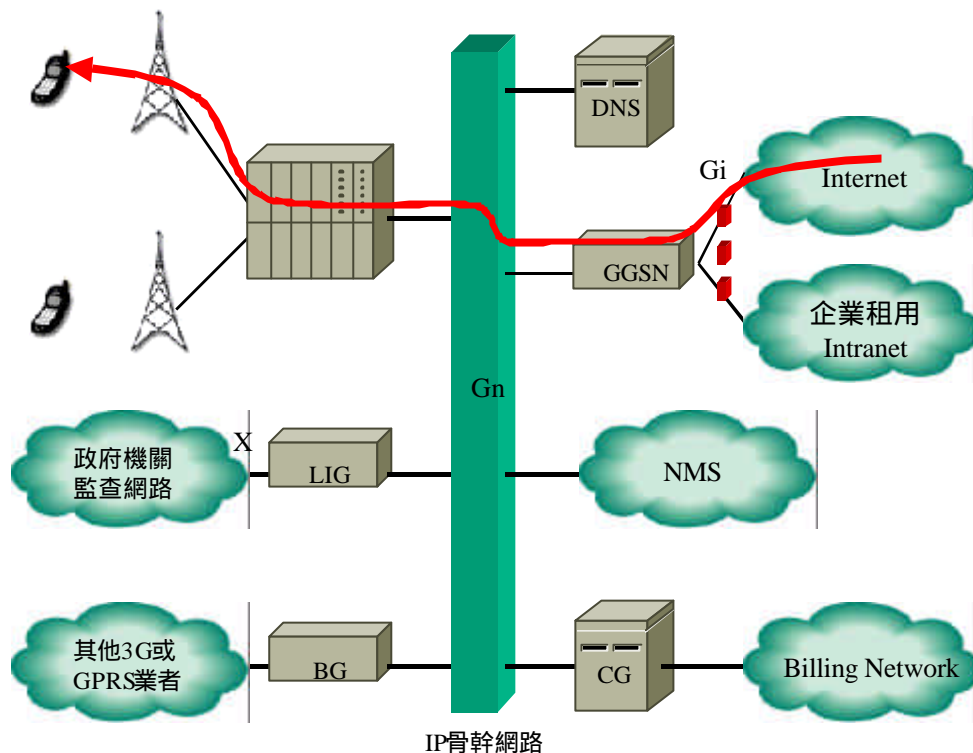 DNS
Gi
Internet
GGSN
企業租用
Intranet
Gn
X
政府機關
監查網路
LIG
NMS
其他3G或
GPRS業者
BG
CG
Billing Network
IP骨幹網路